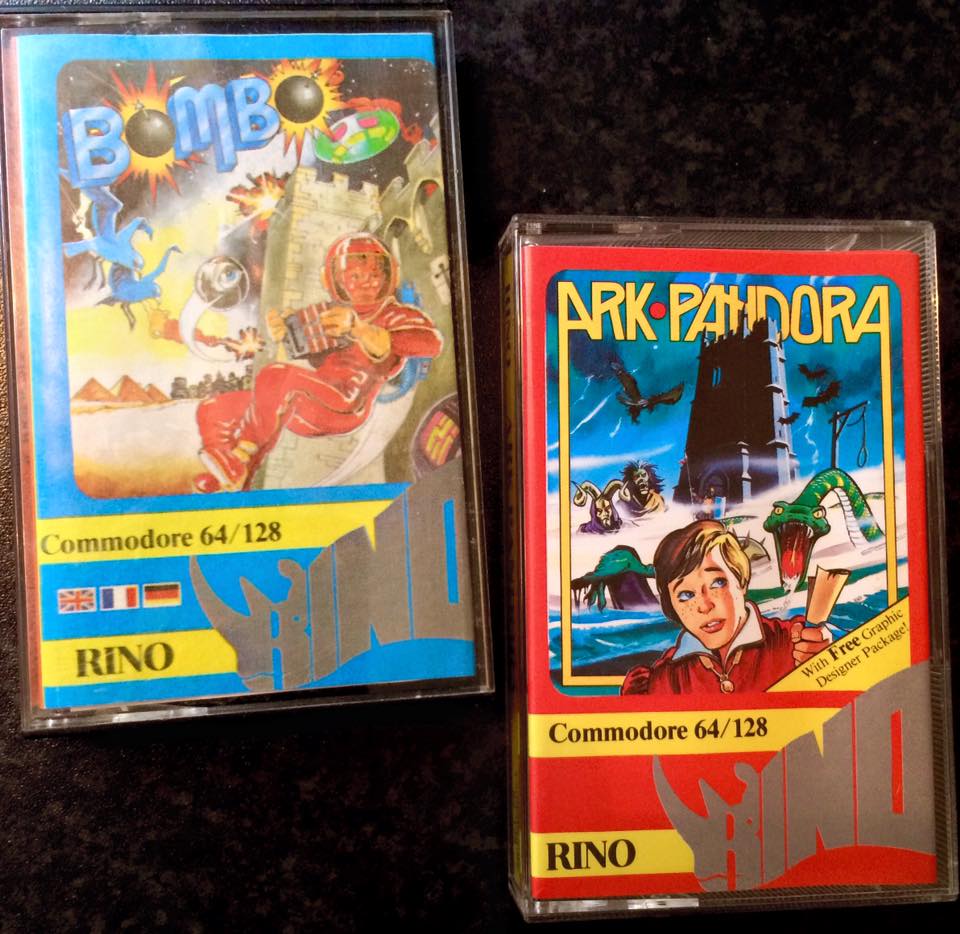 BOMBO
Commodore 64/128
RINO
RINO
ARK • PANDORA
With Free Graphic
Designer Package!
Commodore 64/128
RINO
RINO